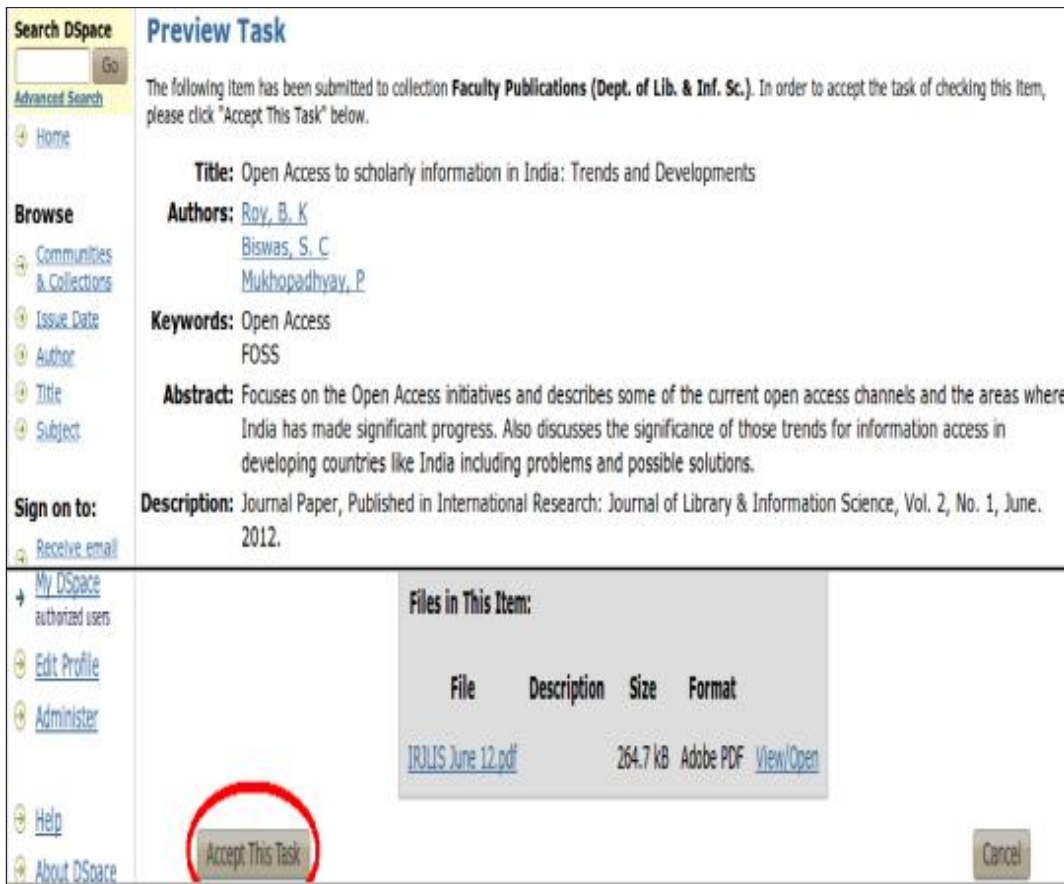 Search DSpace
Go
Advanced Search
Home
Browse
Communities
& Collections
Issue Date
Author
Title
Subject
Sign on to:
Receive email
My DSpace
authorized users
Edit Profile
Administer
Help
About DSpace
Preview Task
The following item has been submitted to collection Faculty Publications (Dept. of Lib. & Inf. Sc.). In order to accept the task of checking this item,
please click "Accept This Task" below.
Title: Open Access to scholarly information in India: Trends and Developments
Authors: Roy, B. K
Biswas, S. C
Mukhopadhyay, P
Keywords: Open Access
FOSS
Abstract: Focuses on the Open Access initiatives and describes some of the current open access channels and the areas where
India has made significant progress. Also discusses the significance of those trends for information access in
developing countries like India including problems and possible solutions.
Description: Journal Paper, Published in International Research: Journal of Library & Information Science, Vol. 2, No. 1, June.
2012.
Files in This Item:
File Description Size Format
IRJLIS June 12.pdf 264.7 kB Adobe PDF View/Open
Accept This Task
Cancel